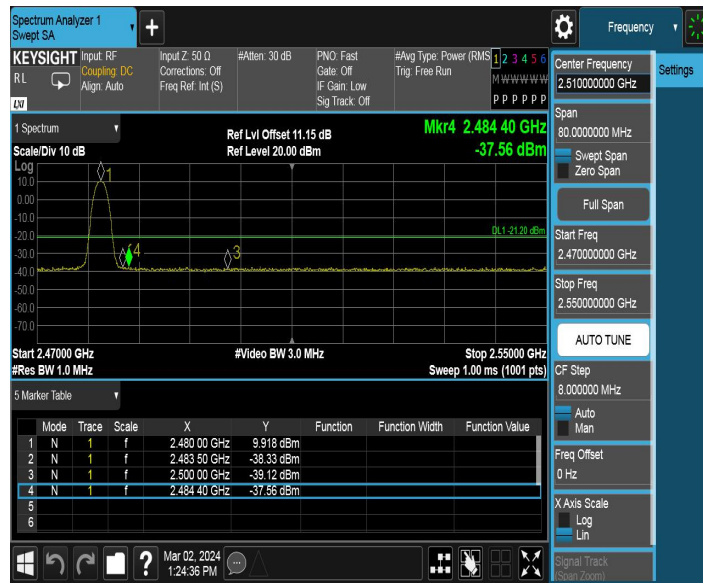 Spectrum Analyzer 1
Swept SA
+
Frequency
KEYSIGHT
RL
LXI
Input: RF
Coupling: DC
Align: Auto
Input Z: 50 Ω
Corrections: Off
Freq Ref: Int (S)
#Atten: 30 dB
PNO: Fast
Gate: Off
IF Gain: Low
Sig Track: Off
#Avg Type: Power (RMS
Trig: Free Run
1 2 3 4 5 6
M W W W W W
P P P P P P
Center Frequency
2.510000000 GHz
Settings
Span
80.0000000 MHz
Swept Span
Zero Span
Full Span
Start Freq
2.470000000 GHz
Stop Freq
2.550000000 GHz
AUTO TUNE
CF Step
8.000000 MHz
Auto
Man
Freq Offset
0 Hz
X Axis Scale
Log
Lin
Signal Track
(Span Zoom)
1 Spectrum
Scale/Div 10 dB
Ref Lvl Offset 11.15 dB
Ref Level 20.00 dBm
Mkr4 2.484 40 GHz
-37.56 dBm
Log
10.0
0.00
-10.0
-20.0
-30.0
-40.0
-50.0
-60.0
-70.0
1
4
3
DL1 -21.20 dBm
Start 2.47000 GHz
#Res BW 1.0 MHz
#Video BW 3.0 MHz
Stop 2.55000 GHz
Sweep 1.00 ms (1001 pts)
5 Marker Table
Mode Trace Scale X Y Function Function Width Function Value
1 N 1 f 2.480 00 GHz 9.918 dBm
2 N 1 f 2.483 50 GHz -38.33 dBm
3 N 1 f 2.500 00 GHz -39.12 dBm
4 N 1 f 2.484 40 GHz -37.56 dBm
5
6
?
Mar 02, 2024
1:24:36 PM